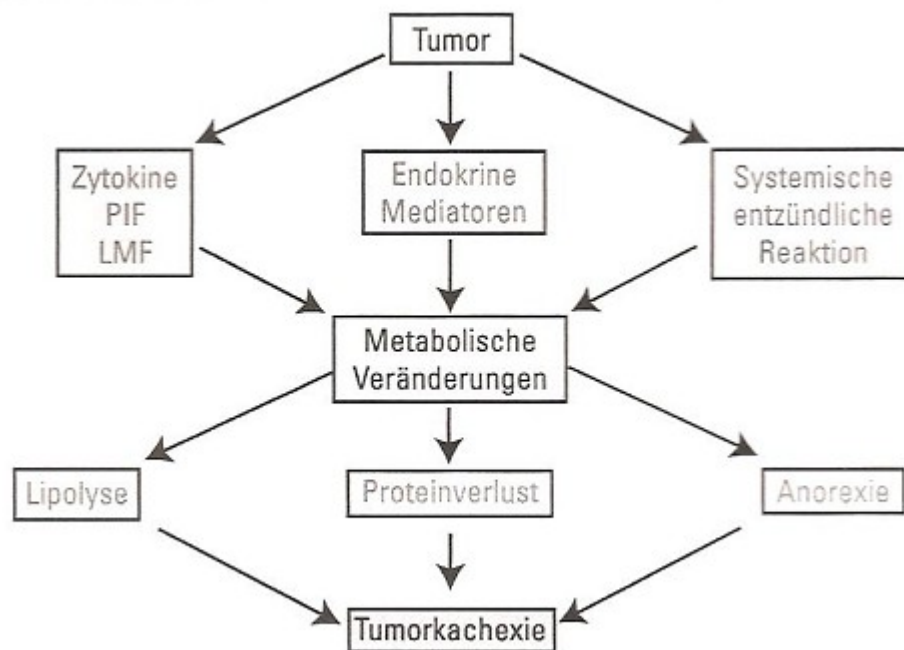 Tumor
Zytokine
PIF
LMF
Endokrine
Mediatoren
Systemische
entzündliche
Reaktion
Metabolische
Veränderungen
Lipolyse
Proteinverlust
Anorexie
Tumorkachexie